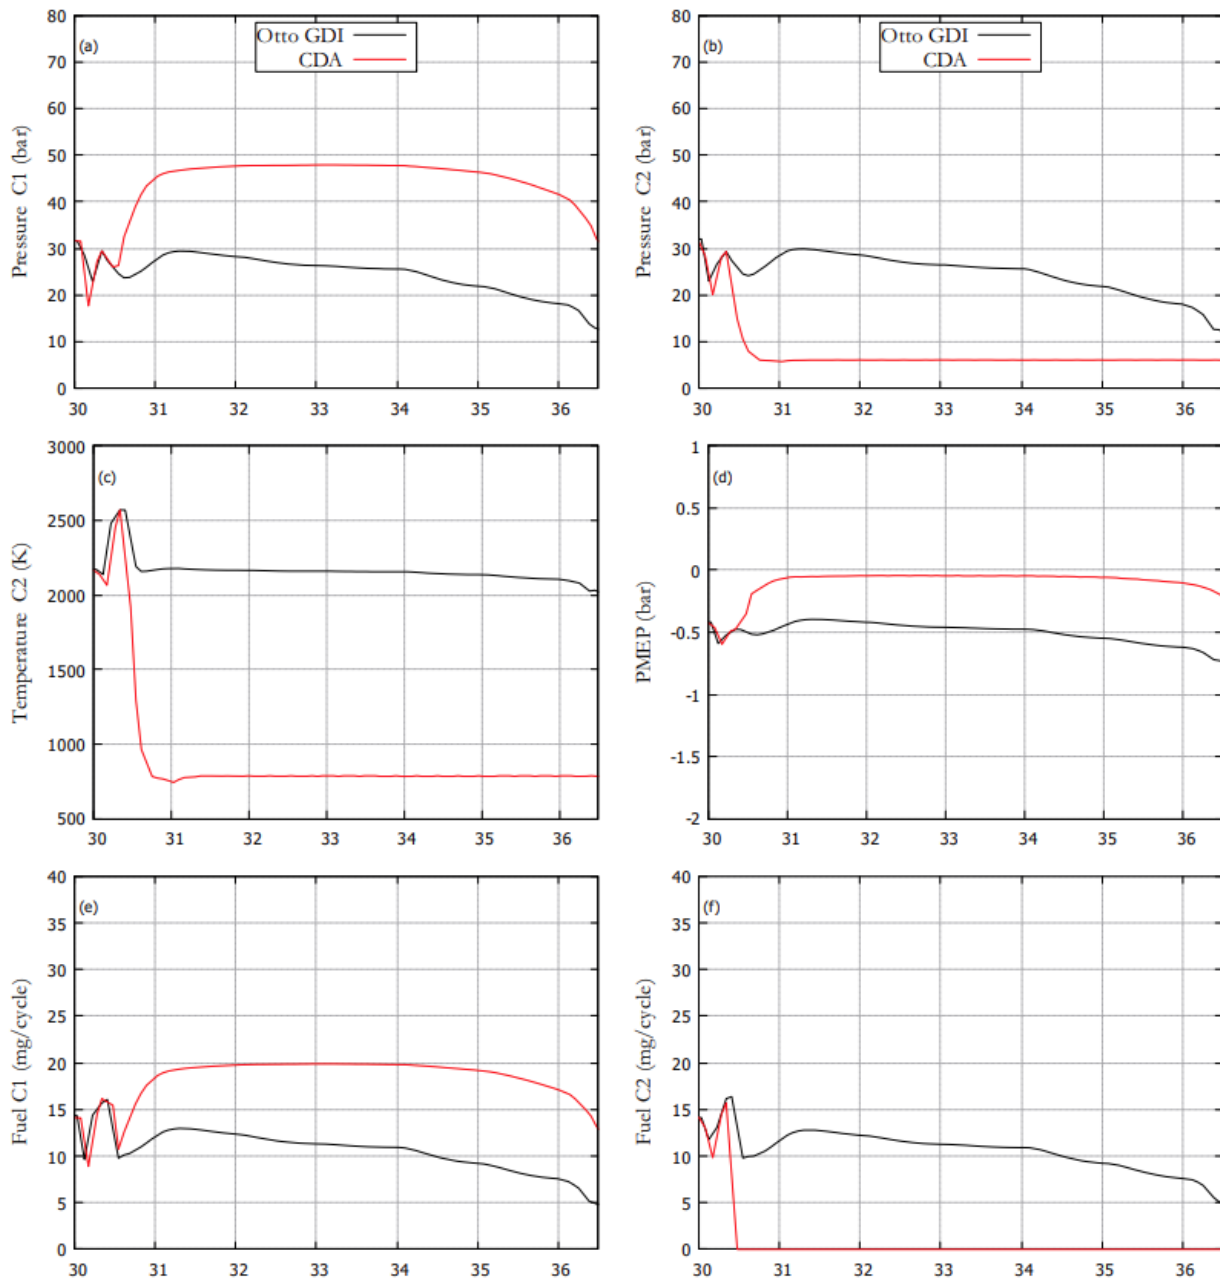 80
70
60
50
40
30
20
10
0
Pressure C1 (bar)
(a)
Otto GDI
CDA
30 31 32 33 34 35 36
80
70
60
50
40
30
20
10
0
Pressure C2 (bar)
(b)
Otto GDI
CDA
30 31 32 33 34 35 36
3000
2500
2000
1500
1000
500
Temperature C2 (K)
(c)
30 31 32 33 34 35 36
1
0.5
0
-0.5
-1
-1.5
-2
PMEP (bar)
(d)
30 31 32 33 34 35 36
40
35
30
25
20
15
10
5
0
Fuel C1 (mg/cycle)
(e)
30 31 32 33 34 35 36
40
35
30
25
20
15
10
5
0
Fuel C2 (mg/cycle)
(f)
30 31 32 33 34 35 36